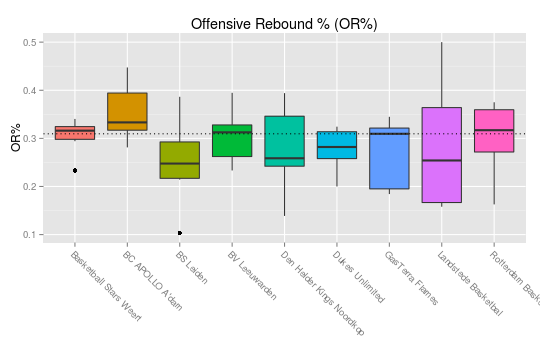 Offensive Rebound % (OR%)
OR%
0.5
0.4
0.3
0.2
0.1
Basketball Stars Weert
BC APOLLO A'dam
BS Leiden
BV Leeuwarden
Den Helder Kings Noordkop
Dukes Unlimited
GasTerra Flames
Landstede Basketbal
Rotterdam Bask